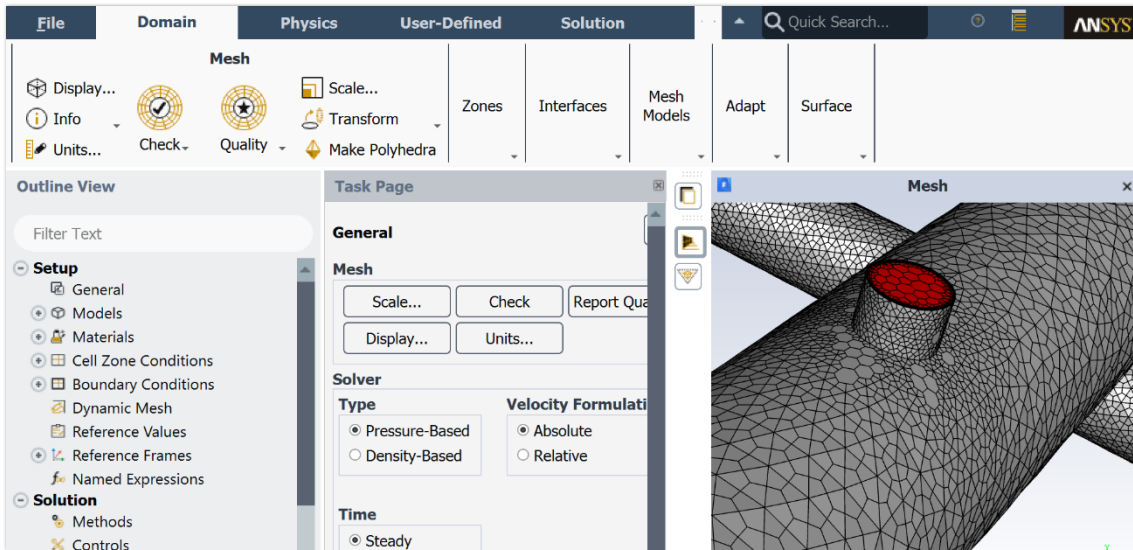 File Domain Physics User-Defined Solution Quick Search... ANSYS
Mesh
Display...
Info
Units...
Check
Quality
Scale...
Transform
Make Polyhedra
Zones
Interfaces
Mesh
Models
Adapt
Surface
Outline View
Filter Text
Setup
General
Models
Materials
Cell Zone Conditions
Boundary Conditions
Dynamic Mesh
Reference Values
Reference Frames
Named Expressions
Solution
Methods
Controls
Task Page
General
Mesh
Scale... Check Report Qua
Display... Units...
Solver
Type
Pressure-Based
Density-Based
Velocity Formulati
Absolute
Relative
Time
Steady
Mesh
Y